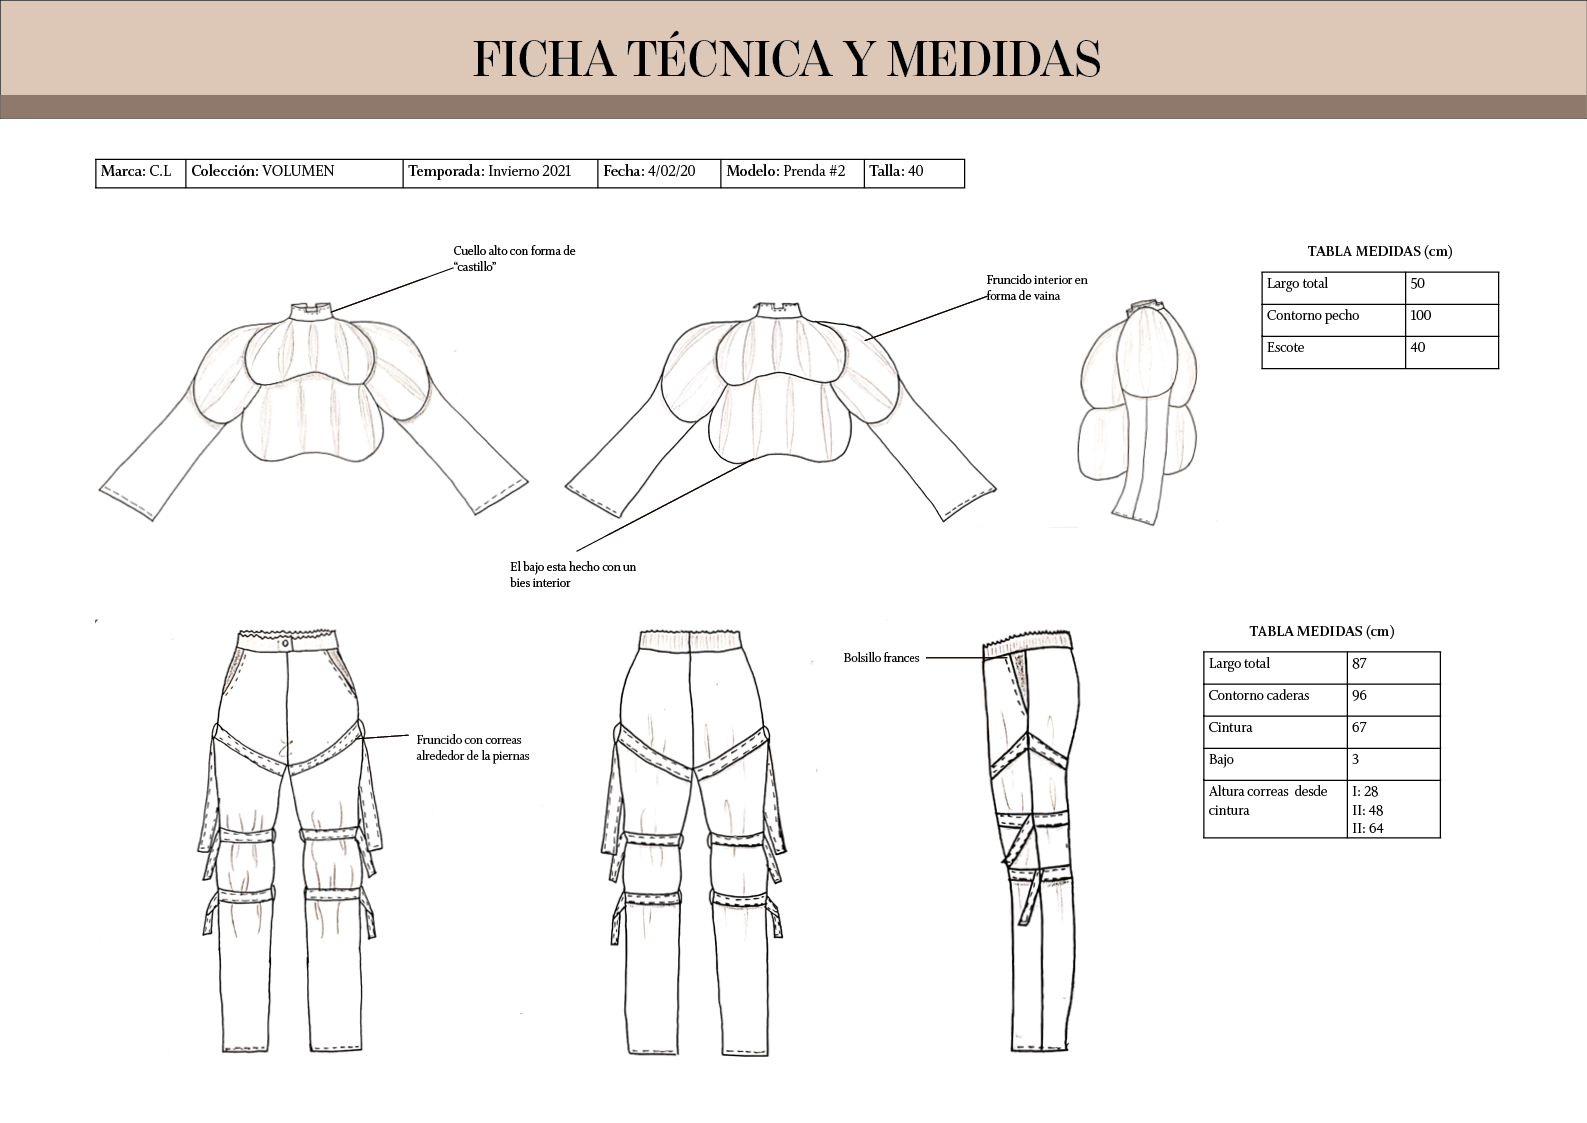 FICHA TÉCNICA Y MEDIDAS
Marca: C.L Colección: VOLUMEN Temporada: Invierno 2021 Fecha: 4/02/20 Modelo: Prenda #2 Talla: 40
Cuello alto con forma de
“castillo”
Fruncido interior en
forma de vaina
El bajo esta hecho con un
bies interior
TABLA MEDIDAS (cm)
Largo total 50
Contorno pecho 100
Escote 40
Bolsillo frances
Fruncido con correas
alrededor de la piernas
TABLA MEDIDAS (cm)
Largo total 87
Contorno caderas 96
Cintura 67
Bajo 3
Altura correas desde I: 28
cintura II: 48
II: 64